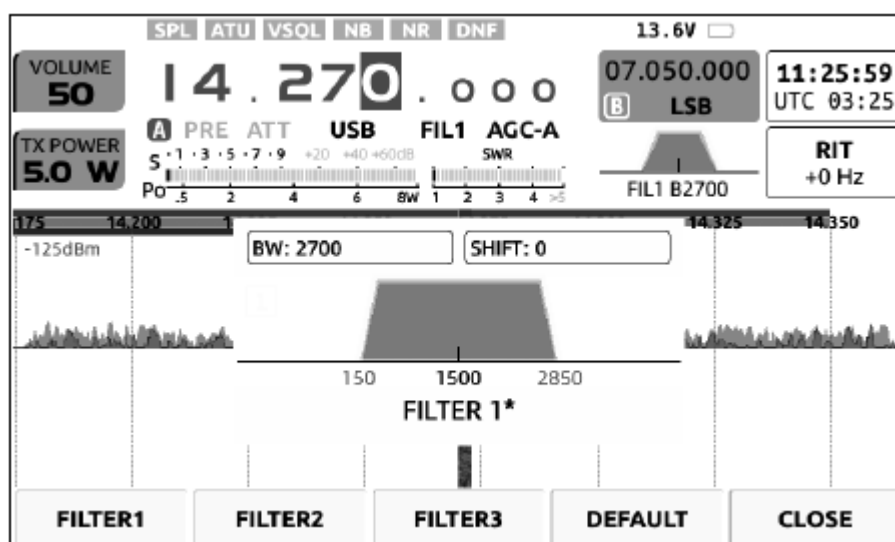 SPL ATU VSQL NB NR DNF 13.6V
VOLUME
50
14.270.000
07.050.000
B LSB
11:25:59
UTC 03:25
A PRE ATT USB FIL1 AGC-A
TX POWER
5.0 W
S ·1 ·3 ·5 ·7 ·9 +20 +40 +60dB SWR
Po .5 2 4 6 8W 1 2 3 4 >5
FIL1 B2700
RIT
+0 Hz
175 14.200 14.325 14.350
-125dBm
BW: 2700 SHIFT: 0
1
150 1500 2850
FILTER 1*
FILTER1 FILTER2 FILTER3 DEFAULT CLOSE